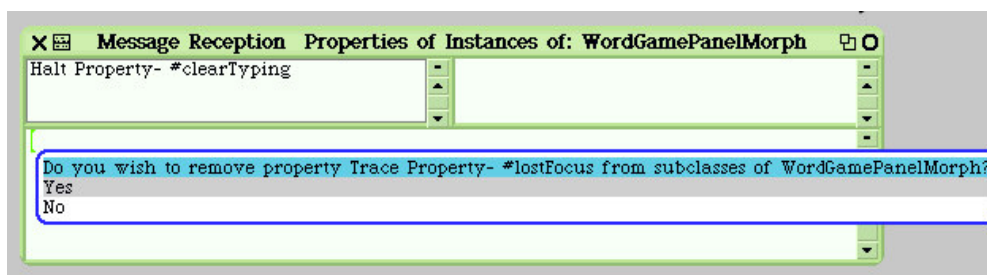 Message Reception Properties of Instances of: WordGamePanelMorph
Halt Property- #clearTyping
Do you wish to remove property Trace Property- #lostFocus from subclasses of WordGamePanelMorph?
Yes
No